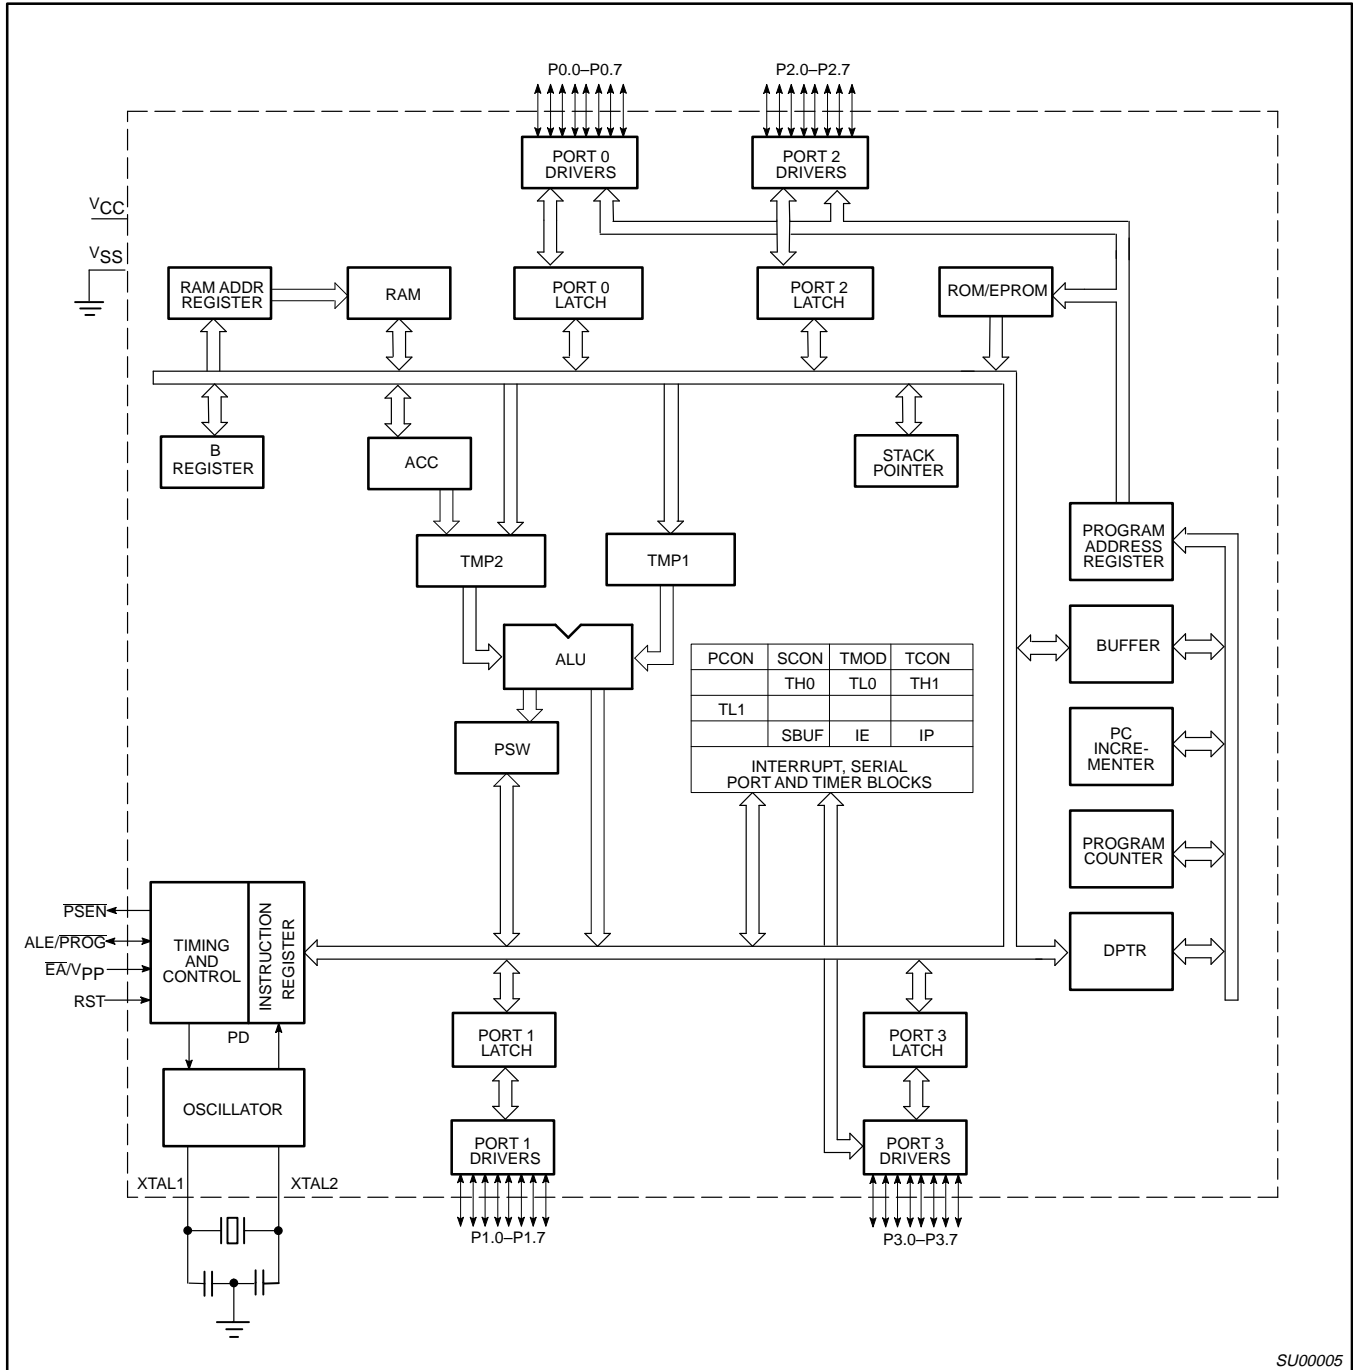 P0.0–P0.7
P2.0–P2.7
PORT 0
DRIVERS
PORT 2
DRIVERS
VCC
VSS
RAM ADDR
REGISTER
RAM
PORT 0
LATCH
PORT 2
LATCH
ROM/EPROM
B
REGISTER
ACC
STACK
POINTER
TMP2
TMP1
PROGRAM
ADDRESS
REGISTER
ALU
BUFFER
PCON SCON TMOD TCON
TH0 TL0 TH1
TL1
SBUF IE IP
INTERRUPT, SERIAL
PORT AND TIMER BLOCKS
PSW
PC
INCRE-
MENTER
PROGRAM
COUNTER
DPTR
PSEN
ALE/PROG
EA/VPP
RST
TIMING
AND
CONTROL
INSTRUCTION
REGISTER
PD
OSCILLATOR
PORT 1
LATCH
PORT 3
LATCH
PORT 1
DRIVERS
PORT 3
DRIVERS
XTAL1
XTAL2
P1.0–P1.7
P3.0–P3.7
SU00005